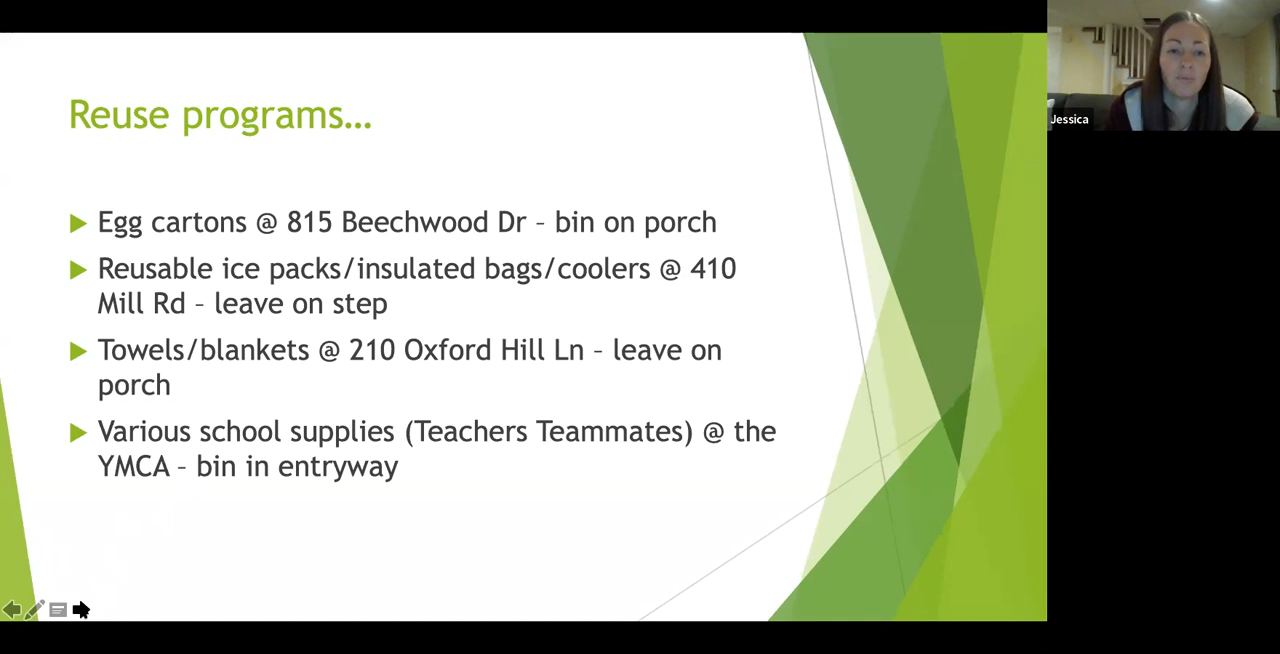 Reuse programs…
Egg cartons @ 815 Beechwood Dr – bin on porch
Reusable ice packs/insulated bags/coolers @ 410
Mill Rd – leave on step
Towels/blankets @ 210 Oxford Hill Ln – leave on
porch
Various school supplies (Teachers Teammates) @ the
YMCA – bin in entryway
Jessica